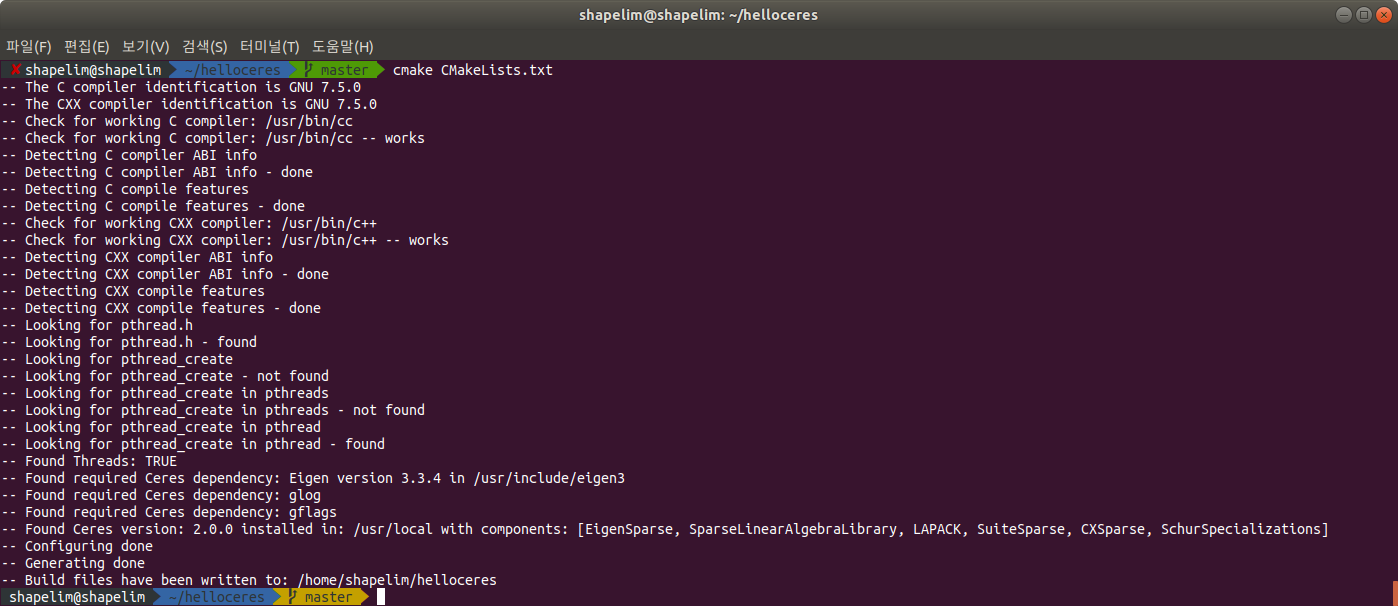 shapelim@shapelim: ~/helloceres
파일(F) 편집(E) 보기(V) 검색(S) 터미널(T) 도움말(H)
✘ shapelim@shapelim ~/helloceres master cmake CMakeLists.txt
-- The C compiler identification is GNU 7.5.0
-- The CXX compiler identification is GNU 7.5.0
-- Check for working C compiler: /usr/bin/cc
-- Check for working C compiler: /usr/bin/cc -- works
-- Detecting C compiler ABI info
-- Detecting C compiler ABI info - done
-- Detecting C compile features
-- Detecting C compile features - done
-- Check for working CXX compiler: /usr/bin/c++
-- Check for working CXX compiler: /usr/bin/c++ -- works
-- Detecting CXX compiler ABI info
-- Detecting CXX compiler ABI info - done
-- Detecting CXX compile features
-- Detecting CXX compile features - done
-- Looking for pthread.h
-- Looking for pthread.h - found
-- Looking for pthread_create
-- Looking for pthread_create - not found
-- Looking for pthread_create in pthreads
-- Looking for pthread_create in pthreads - not found
-- Looking for pthread_create in pthread
-- Looking for pthread_create in pthread - found
-- Found Threads: TRUE
-- Found required Ceres dependency: Eigen version 3.3.4 in /usr/include/eigen3
-- Found required Ceres dependency: glog
-- Found required Ceres dependency: gflags
-- Found Ceres version: 2.0.0 installed in: /usr/local with components: [EigenSparse, SparseLinearAlgebraLibrary, LAPACK, SuiteSparse, CXSparse, SchurSpecializations]
-- Configuring done
-- Generating done
-- Build files have been written to: /home/shapelim/helloceres
shapelim@shapelim ~/helloceres master